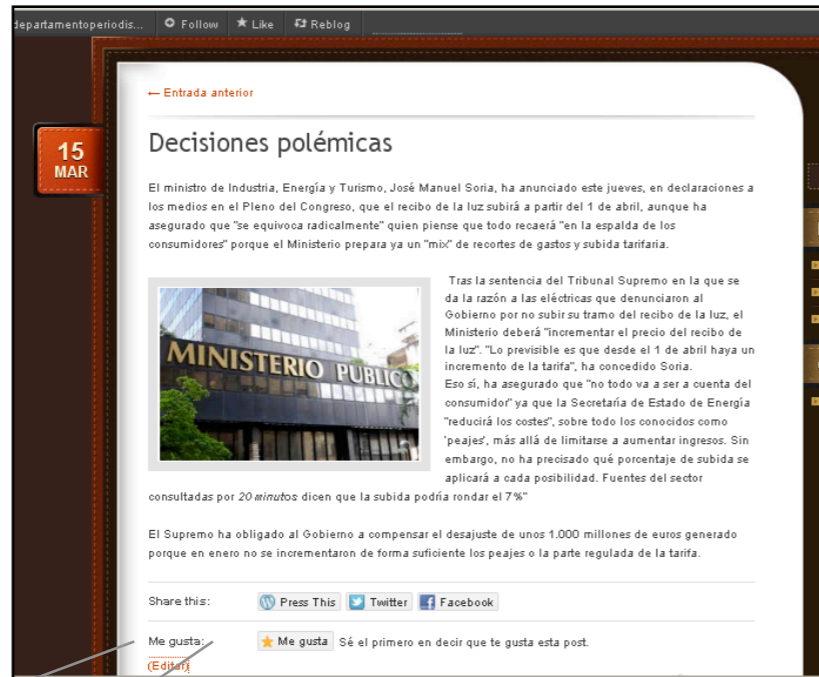 departamentoperiodis... Follow Like Reblog
← Entrada anterior
15
MAR
Decisiones polémicas
El ministro de Industria, Energía y Turismo, José Manuel Soria, ha anunciado este jueves, en declaraciones a
los medios en el Pleno del Congreso, que el recibo de la luz subirá a partir del 1 de abril, aunque ha
asegurado que "se equivoca radicalmente" quien piense que todo recaerá "en la espalda de los
consumidores" porque el Ministerio prepara ya un "mix" de recortes de gastos y subida tarifaria.
MINISTERIO PUBLICO
Tras la sentencia del Tribunal Supremo en la que se
da la razón a las eléctricas que denunciaron al
Gobierno por no subir su tramo del recibo de la luz, el
Ministerio deberá "incrementar el precio del recibo de
la luz". "Lo previsible es que desde el 1 de abril haya un
incremento de la tarifa", ha concedido Soria.
Eso sí, ha asegurado que "no todo va a ser a cuenta del
consumidor" ya que la Secretaría de Estado de Energía
"reducirá los costes", sobre todo los conocidos como
'peajes', más allá de limitarse a aumentar ingresos. Sin
embargo, no ha precisado qué porcentaje de subida se
aplicará a cada posibilidad. Fuentes del sector
consultadas por 20 minutos dicen que la subida podría rondar el 7%"
El Supremo ha obligado al Gobierno a compensar el desajuste de unos 1.000 millones de euros generado
porque en enero no se incrementaron de forma suficiente los peajes o la parte regulada de la tarifa.
Share this: Press This Twitter Facebook
Me gusta: Me gusta Sé el primero en decir que te gusta esta post.
(Editar)